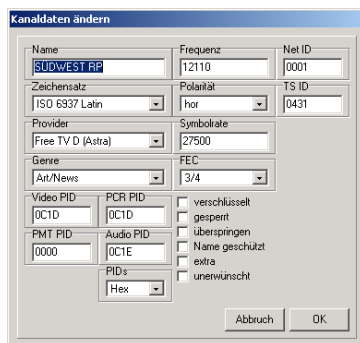 Kanaldaten ändern
Name Frequenz Net ID
SÜDWEST RP 12110 0001
Zeichensatz Polarität TS ID
ISO 6937 Latin hor 0431
Provider Symbolrate
Free TV D (Astra) 27500
Genre FEC
Art/News 3/4
Video PID PCR PID verschlüsselt
0C1D 0C1D gesperrt
PMT PID Audio PID überspringen
0000 0C1E Name geschützt
extra
PIDs unerwünscht
Hex
Abbruch OK